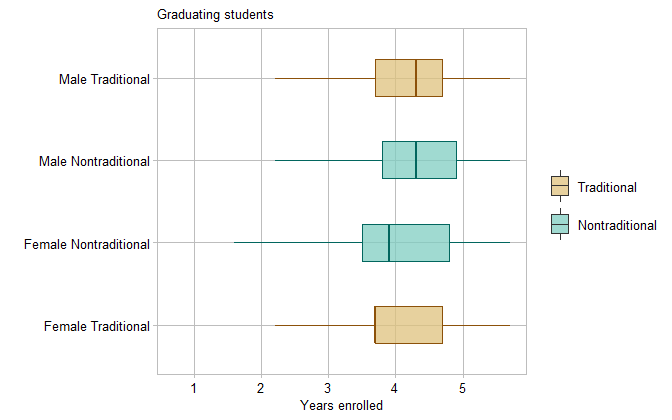 Graduating students
Male Traditional
Male Nontraditional
Female Nontraditional
Female Traditional
1 2 3 4 5
Years enrolled
Traditional
Nontraditional